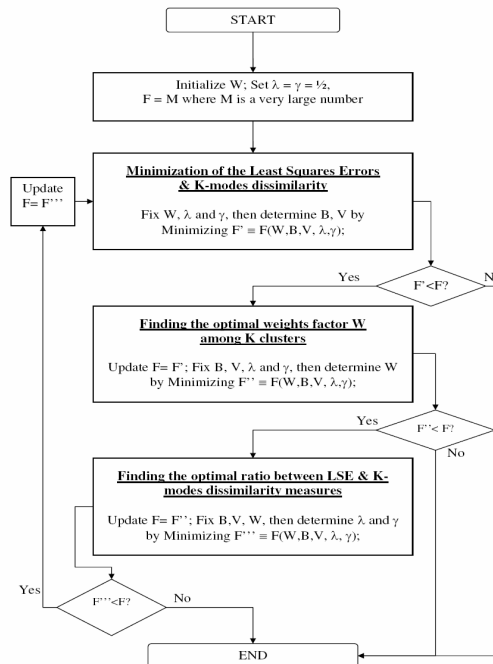 START
Initialize W; Set λ = γ = ½,
F = M where M is a very large number
Update
F= F’’’
Minimization of the Least Squares Errors
& K-modes dissimilarity
Fix W, λ and γ, then determine B, V by
Minimizing F’ ≡ F(W,B,V, λ,γ);
Yes
F’<F?
Finding the optimal weights factor W
among K clusters
Update F= F’; Fix B, V, λ and γ, then determine W
by Minimizing F’’ ≡ F(W,B,V, λ,γ);
Yes
F’’< F?
No
Finding the optimal ratio between LSE & K-
modes dissimilarity measures
Update F= F’’; Fix B,V, W, then determine λ and γ
by Minimizing F’’’ ≡ F(W,B,V, λ, γ);
Yes
F’’’<F?
No
END